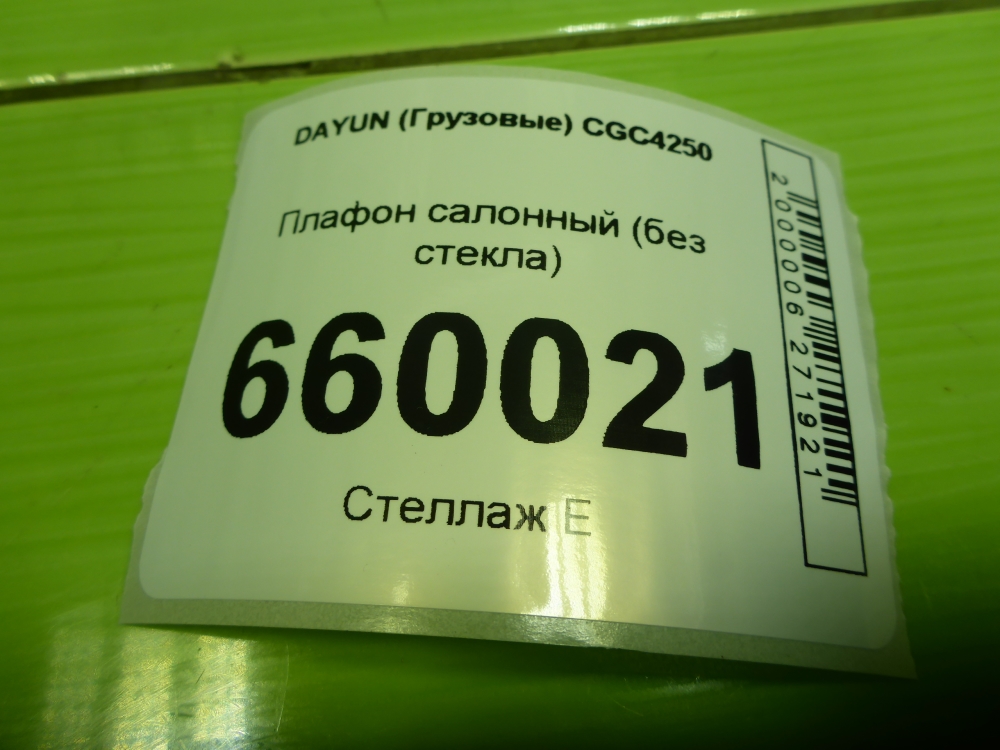 DAYUN (Грузовые) CGC4250
Плафон салонный (без
стекла)
660021
Стеллаж E
2000006271921